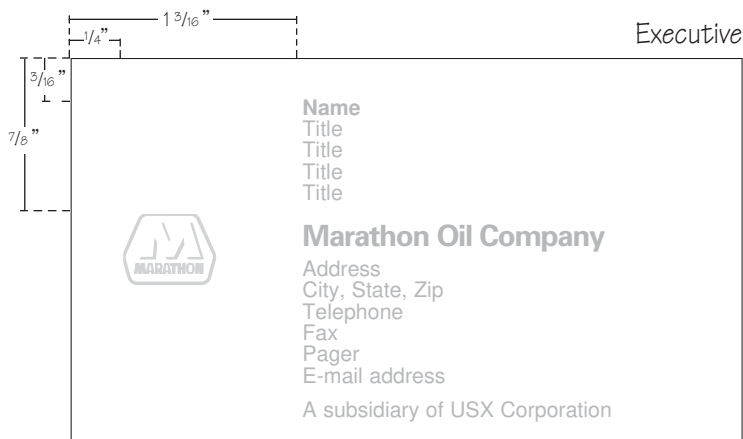 1 3/16”
1/4”
Executive
3/16 ”
7/8 ”
Name
Title
Title
Title
Title
Marathon Oil Company
MARATHON
Address
City, State, Zip
Telephone
Fax
Pager
E-mail address
A subsidiary of USX Corporation